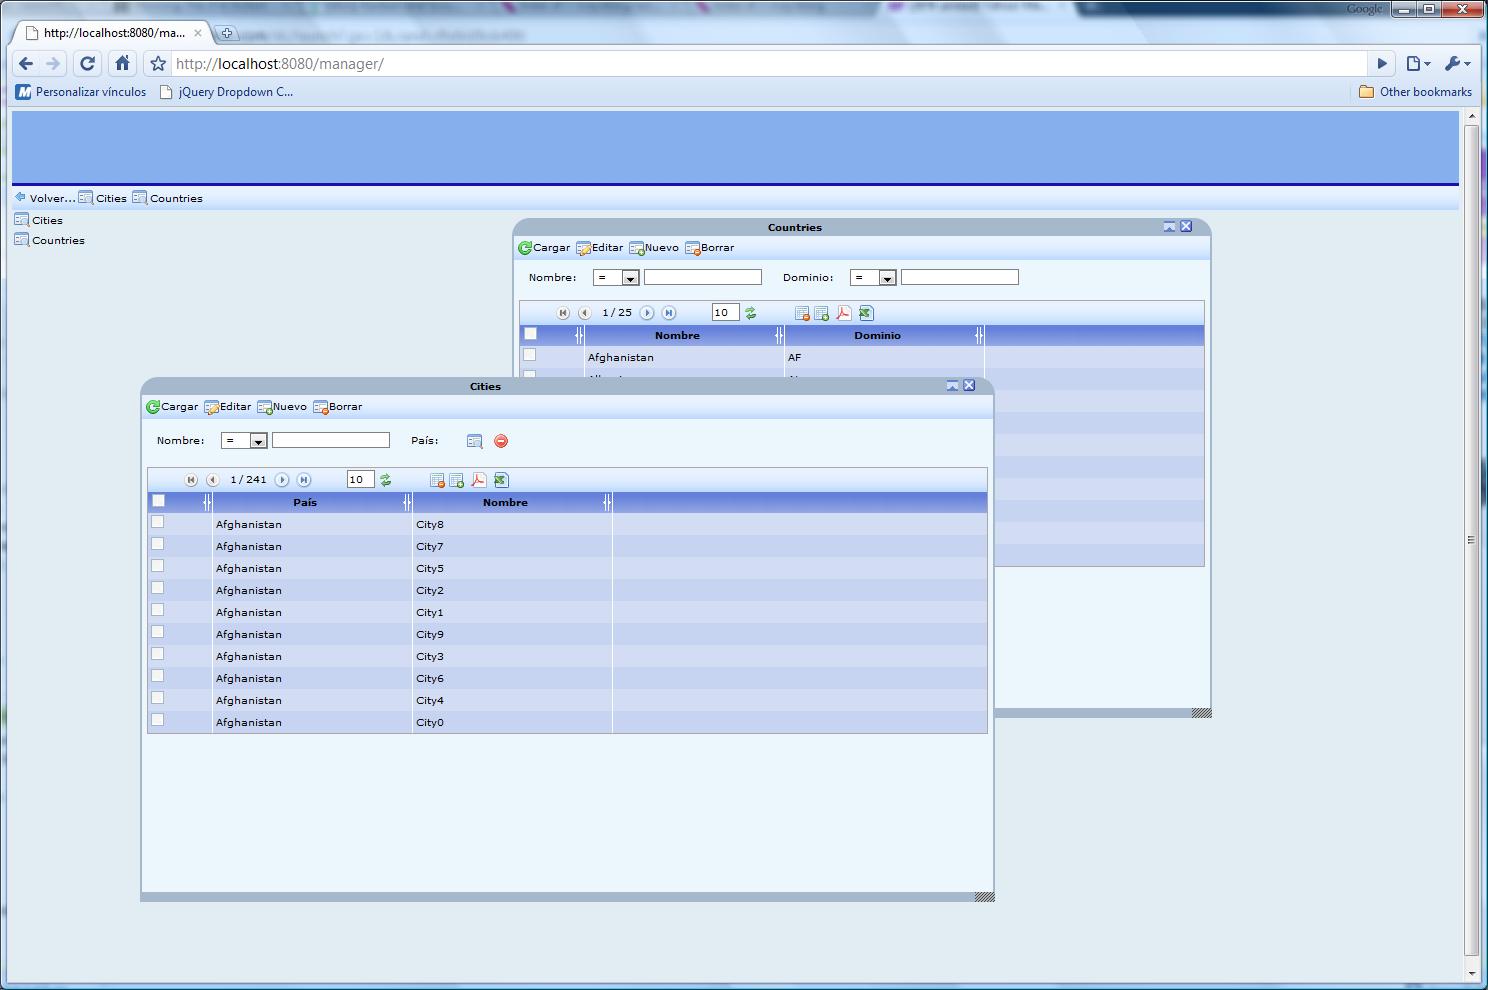 Google
http://localhost:8080/ma...
http://localhost:8080/manager/
Personalizar vínculos jQuery Dropdown C... Other bookmarks
Volver... Cities Countries
Cities
Countries
Countries
Cargar Editar Nuevo Borrar
Nombre: = Dominio: =
1 / 25 10
Nombre Dominio
Afghanistan AF
Cities
Cargar Editar Nuevo Borrar
Nombre: = País:
1 / 241 10
País Nombre
Afghanistan City8
Afghanistan City7
Afghanistan City5
Afghanistan City2
Afghanistan City1
Afghanistan City9
Afghanistan City3
Afghanistan City6
Afghanistan City4
Afghanistan City0